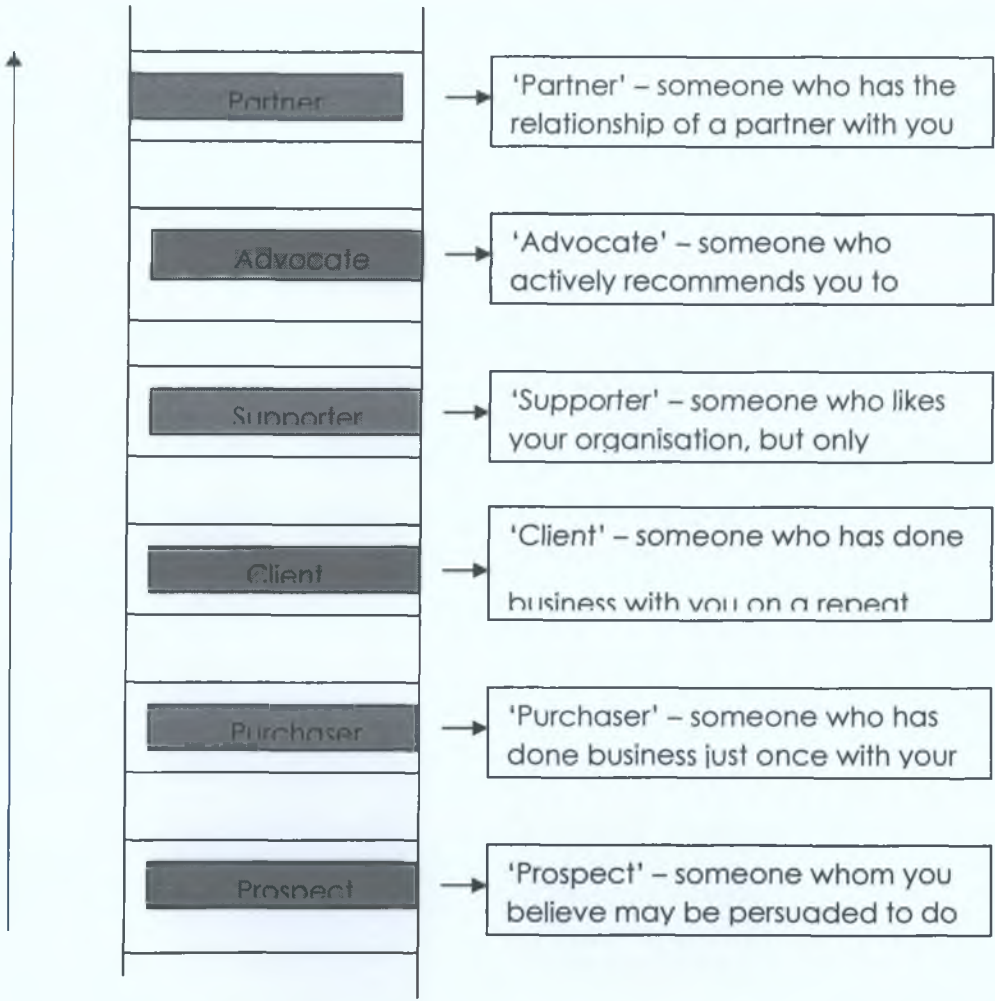 Partner
'Partner' – someone who has the
relationship of a partner with you
Advocate
'Advocate' – someone who
actively recommends you to
Supporter
'Supporter' – someone who likes
your organisation, but only
Client
'Client' – someone who has done
business with you on a repeat
Purchaser
'Purchaser' – someone who has
done business just once with your
Prospect
'Prospect' – someone whom you
believe may be persuaded to do